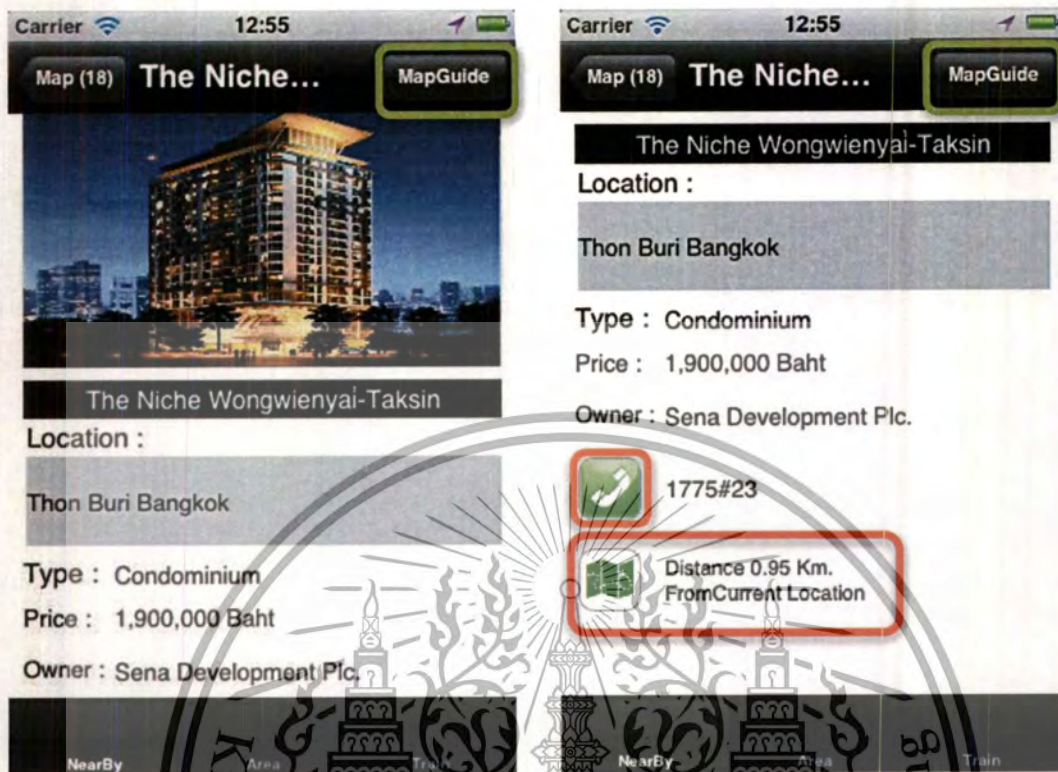 Carrier 12:55
Map (18) The Niche... MapGuide
The Niche Wongwienyai-Taksin
Location :
Thon Buri Bangkok
Type : Condominium
Price : 1,900,000 Baht
Owner : Sena Development Plc.
NearBy Area Train
Carrier 12:55
Map (18) The Niche... MapGuide
The Niche Wongwienyai-Taksin
Location :
Thon Buri Bangkok
Type : Condominium
Price : 1,900,000 Baht
Owner : Sena Development Plc.
1775#23
Distance 0.95 Km.
FromCurrent Location
NearBy Area Train